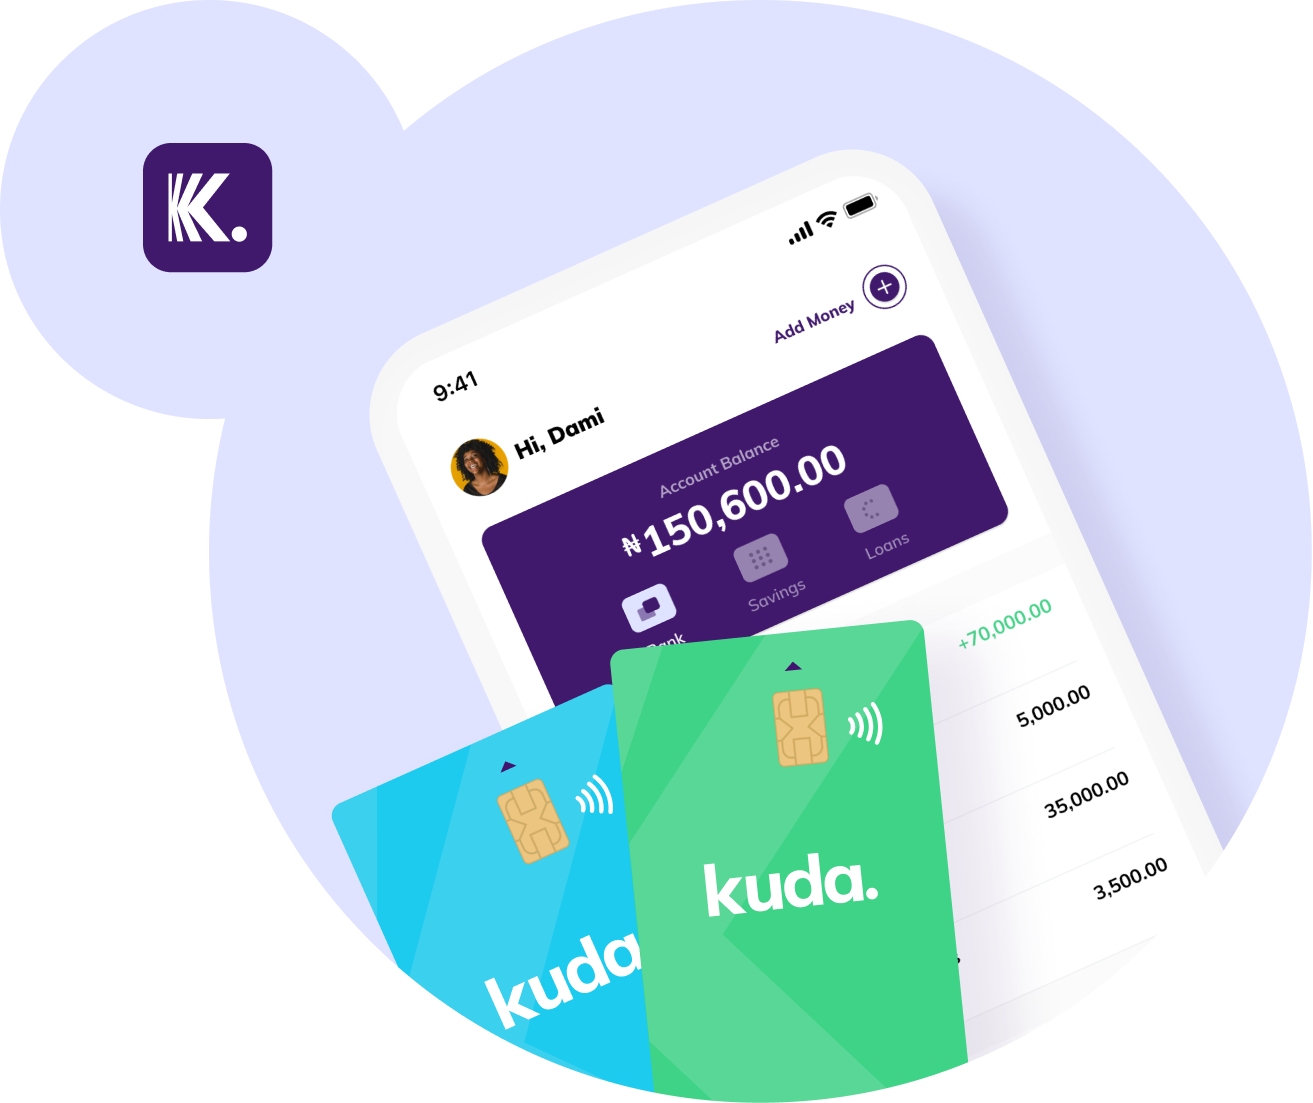 K.
9:41
Add Money
Hi, Dami
Account Balance
₦150,600.00
Loans
Savings
+70,000.00
5,000.00
35,000.00
3,500.00
kuda.
kuda